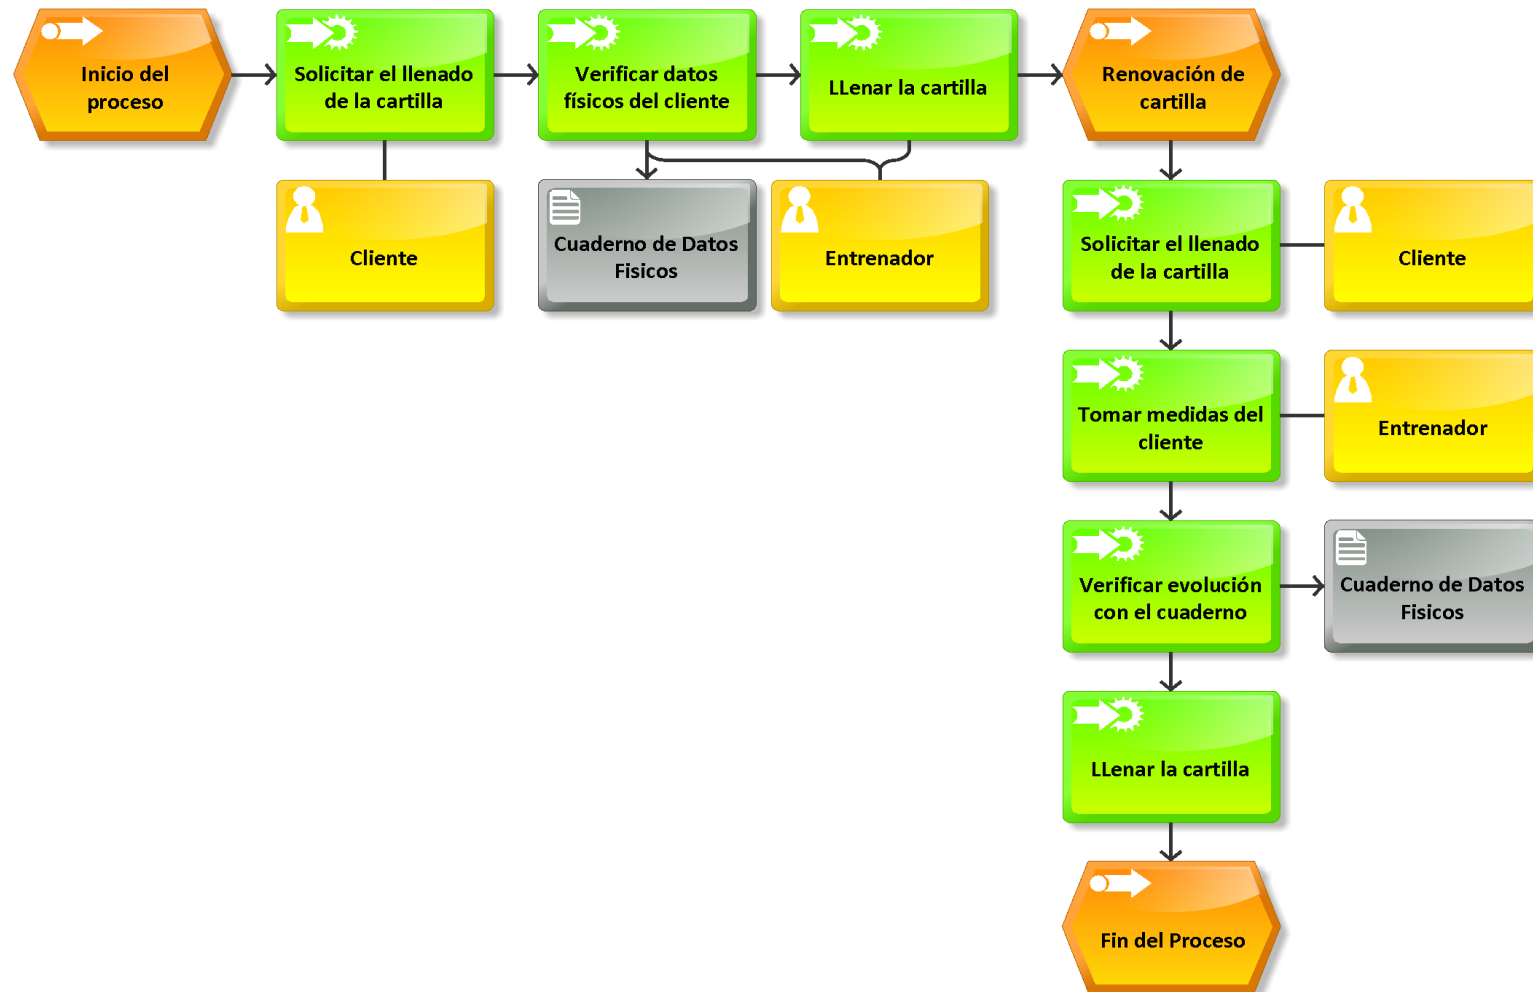 Inicio del
proceso
Solicitar el llenado
de la cartilla
Verificar datos
físicos del cliente
LLenar la cartilla
Renovación de
cartilla
Cliente
Cuaderno de Datos
Fisicos
Entrenador
Solicitar el llenado
de la cartilla
Cliente
Tomar medidas del
cliente
Entrenador
Verificar evolución
con el cuaderno
Cuaderno de Datos
Fisicos
LLenar la cartilla
Fin del Proceso